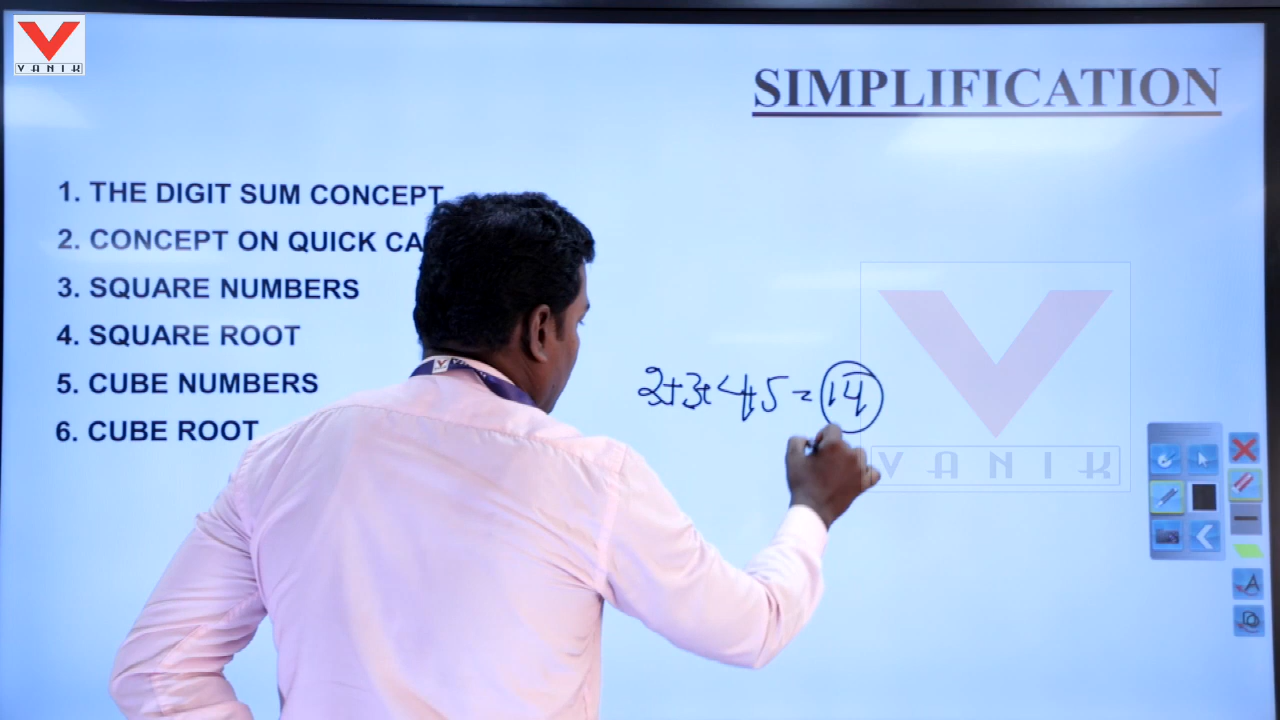 VANIK
SIMPLIFICATION
1. THE DIGIT SUM CONCEPT
2. CONCEPT ON QUICK CA
3. SQUARE NUMBERS
4. SQUARE ROOT
5. CUBE NUMBERS
6. CUBE ROOT
2+3+4+5=14
VANIK